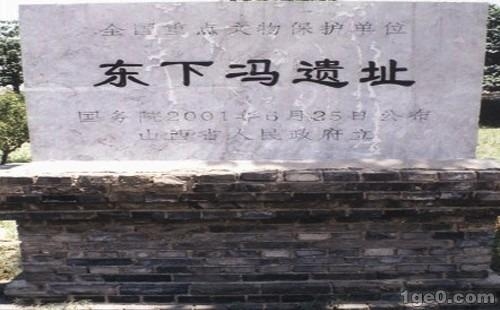 全国重点文物保护单位
东下冯遗址
国务院2001年6月25日公布
山西省人民政府立
1ge0.com